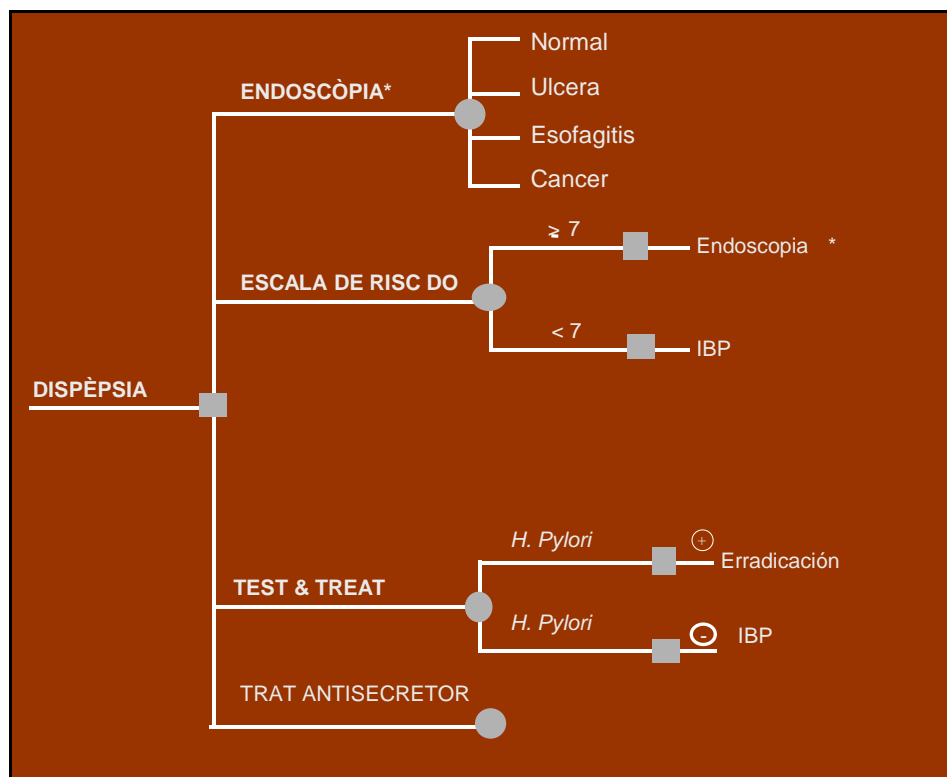 Normal
ENDOSCÒPIA*
Ulcera
Esofagitis
Cancer
≥ 7
Endoscopia *
ESCALA DE RISC DO
< 7
IBP
DISPÈPSIA
H. Pylori
+
Erradicación
TEST & TREAT
H. Pylori
-
IBP
TRAT ANTISECRETOR